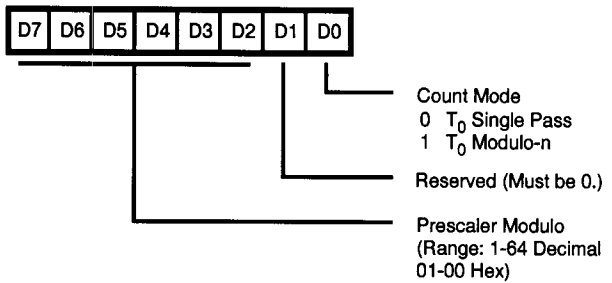 D7 D6 D5 D4 D3 D2 D1 D0
Count Mode
0 T0 Single Pass
1 T0 Modulo-n
Reserved (Must be 0.)
Prescaler Modulo
(Range: 1-64 Decimal
01-00 Hex)